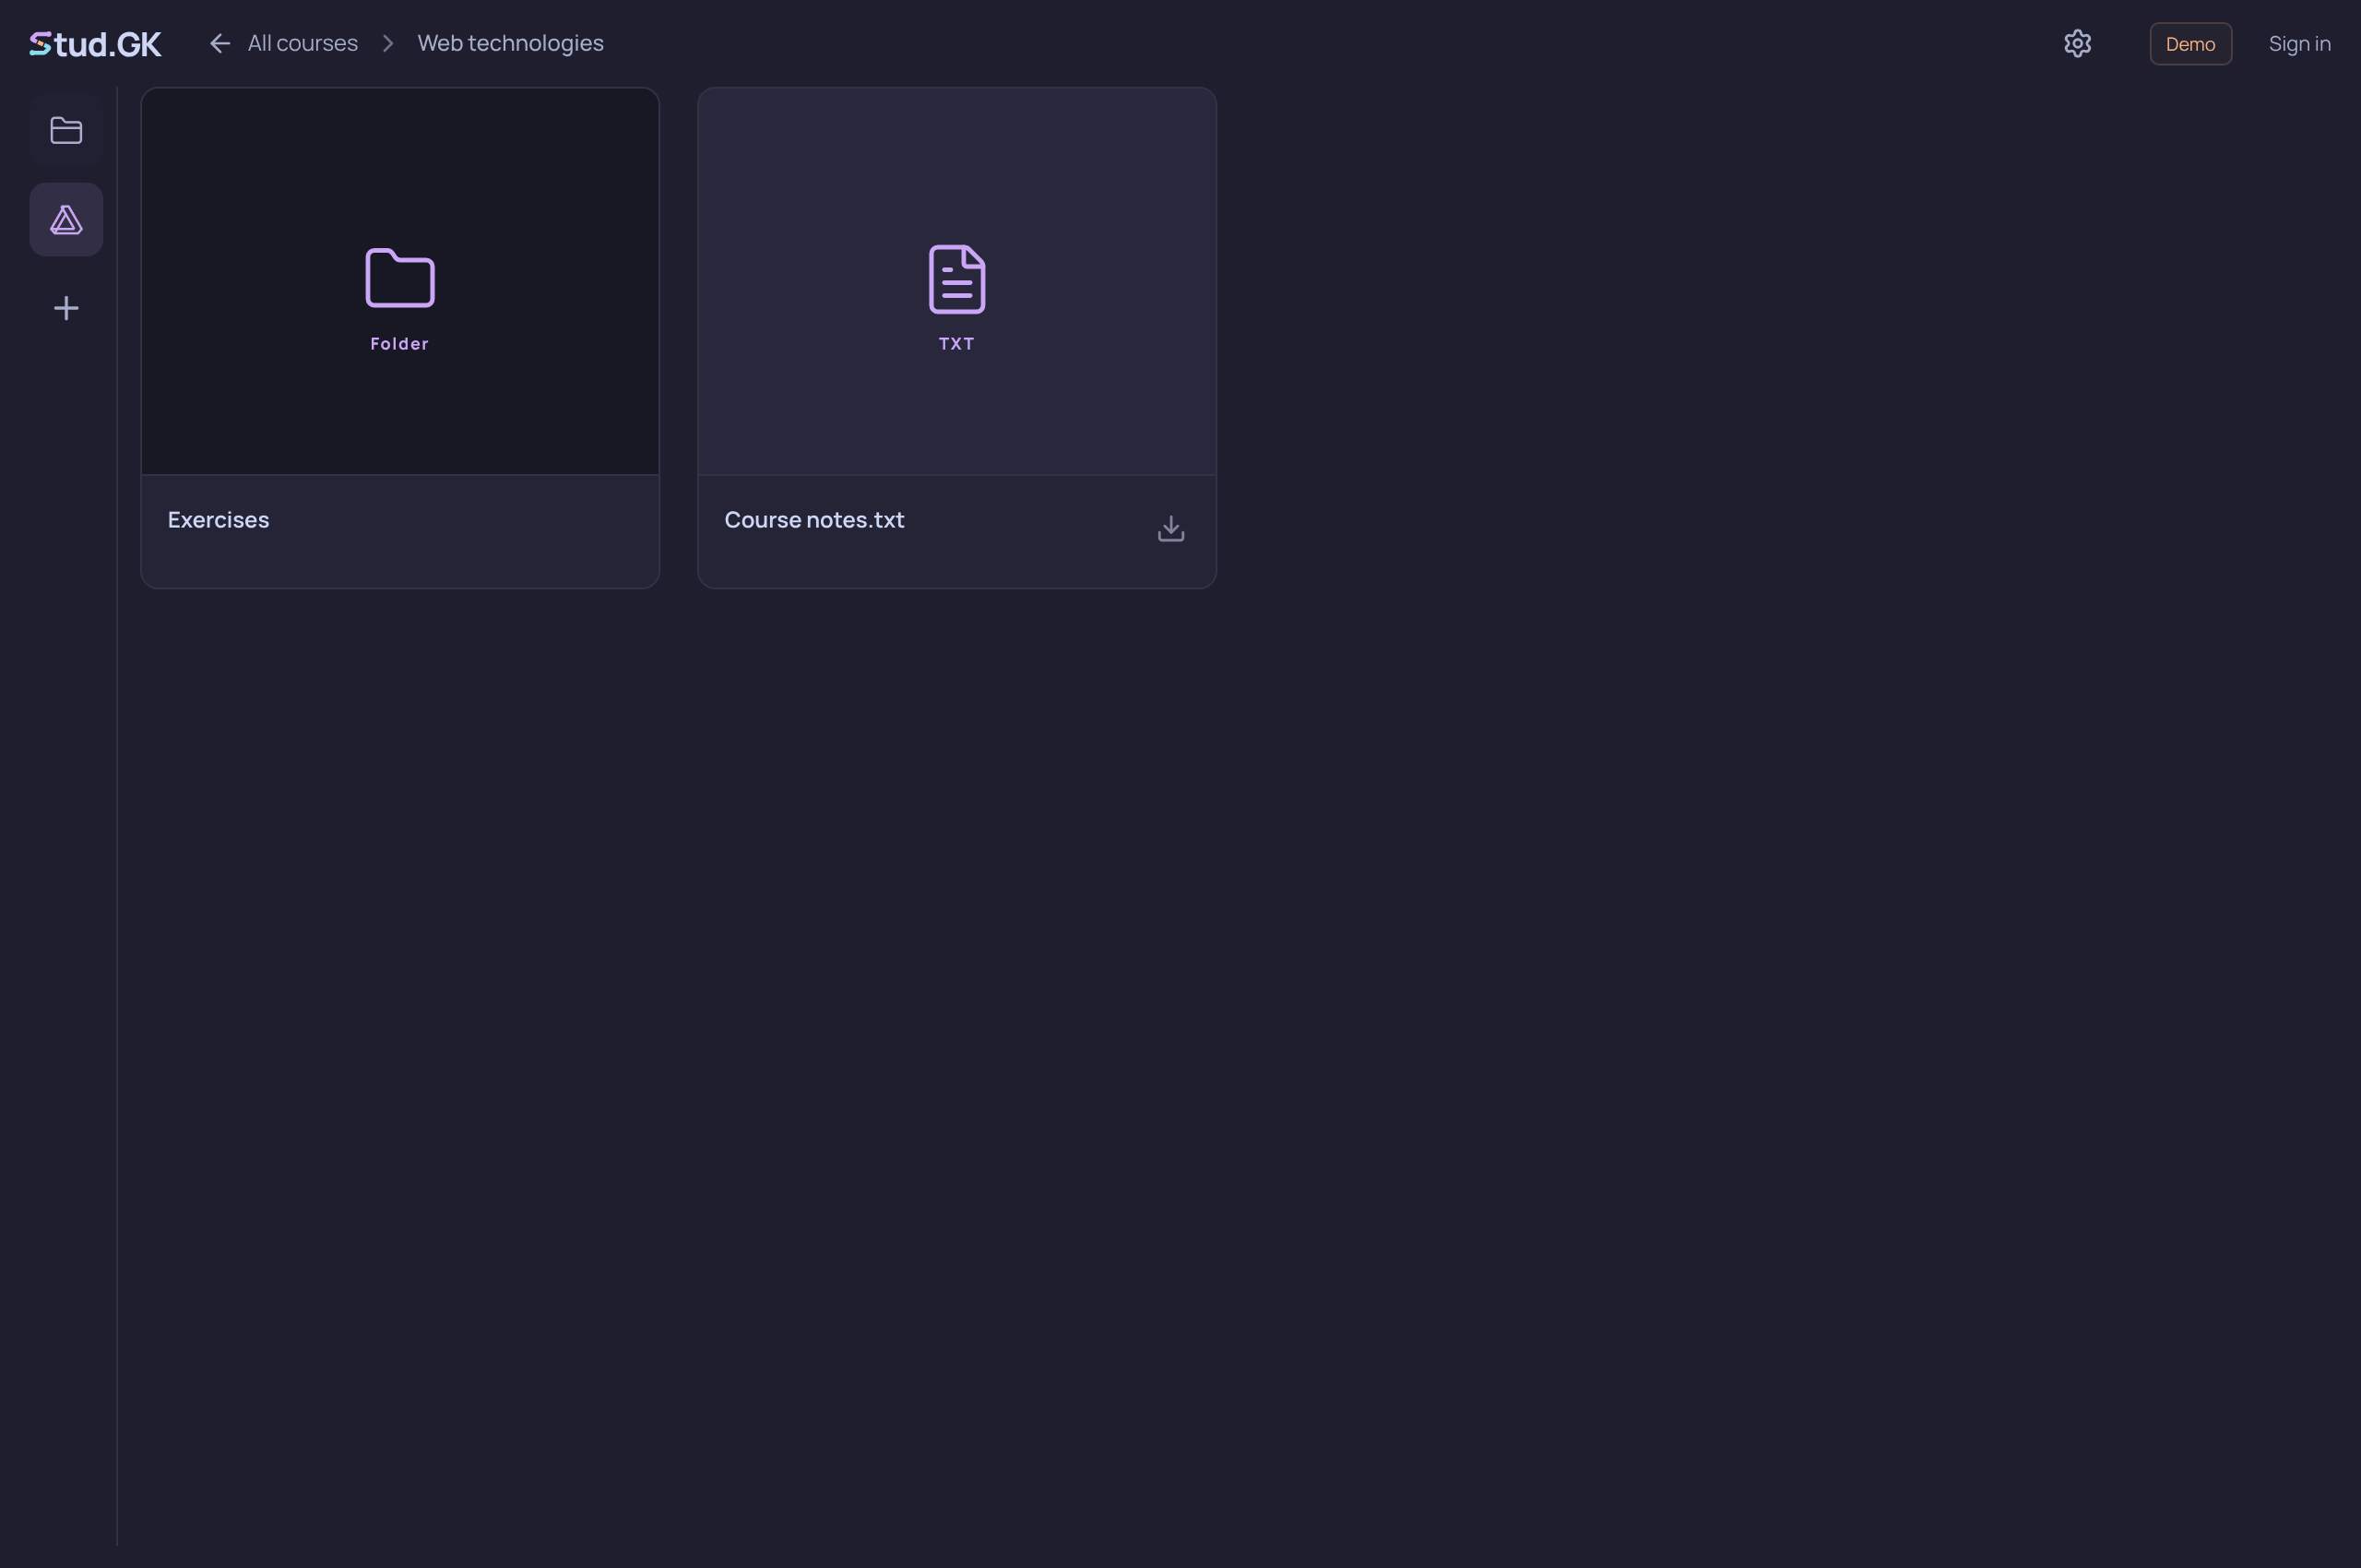 Stud.GK
All courses
Web technologies
Demo
Sign in
Folder
TXT
Exercises
Course notes.txt